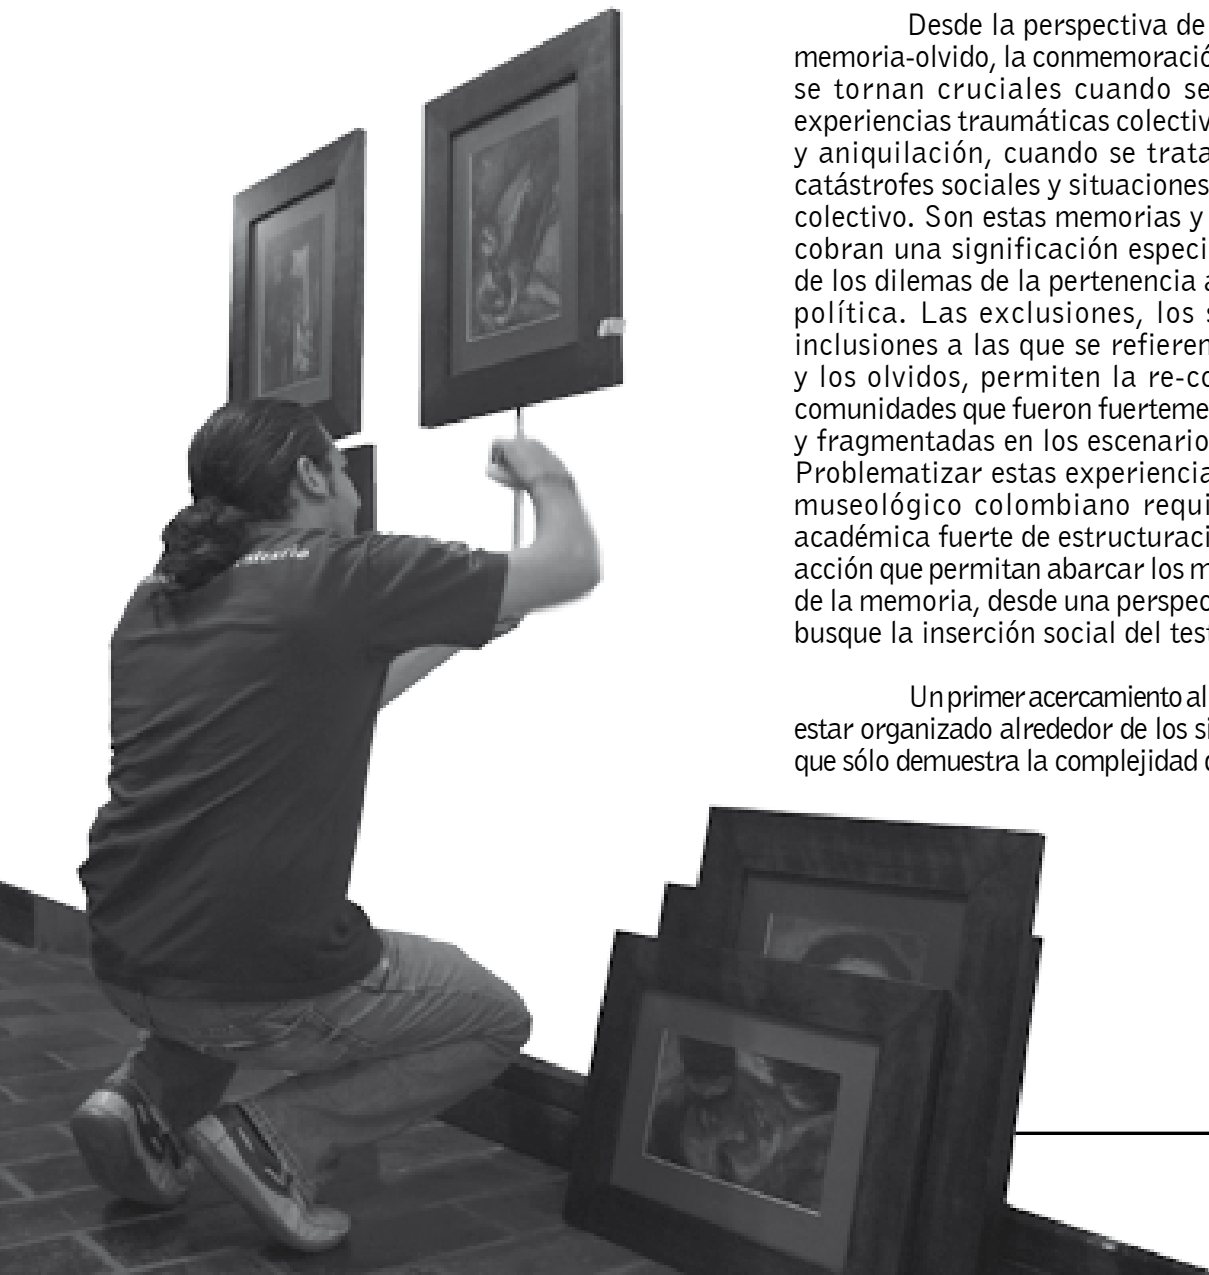 Desde la perspectiva de
memoria-olvido, la conmemoració
se tornan cruciales cuando se
experiencias traumáticas colectiv
y aniquilación, cuando se trata
catástrofes sociales y situaciones
colectivo. Son estas memorias y
cobran una significación especi
de los dilemas de la pertenencia a
política. Las exclusiones, los s
inclusiones a las que se refieren
y los olvidos, permiten la re-co
comunidades que fueron fuerteme
y fragmentadas en los escenario
Problematizar estas experiencia
museológico colombiano requi
académica fuerte de estructuraci
acción que permitan abarcar los m
de la memoria, desde una perspec
busque la inserción social del test
Un primer acercamiento al
estar organizado alrededor de los si
que sólo demuestra la complejidad d